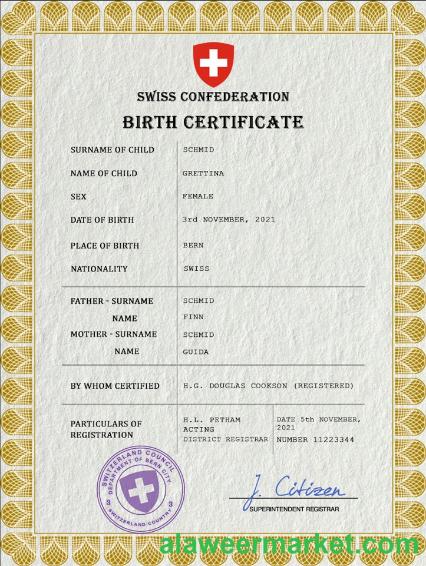 SWISS CONFEDERATION
BIRTH CERTIFICATE
SURNAME OF CHILD SCHMID
NAME OF CHILD GRETTINA
SEX FEMALE
DATE OF BIRTH 3rd NOVEMBER, 2021
PLACE OF BIRTH BERN
NATIONALITY SWISS
FATHER - SURNAME SCHMID
NAME FINN
MOTHER - SURNAME SCHMID
NAME GUIDA
BY WHOM CERTIFIED H.G. DOUGLAS COOKSON (REGISTERED)
PARTICULARS OF REGISTRATION
H.L. PETHAM
ACTING
DISTRICT REGISTRAR
DATE 5th NOVEMBER,
2021
NUMBER 11223344
SWITZERLAND COUNCIL
DEPARTMENT OF BERN CITY
SWITZERLAND COUNTRY
J. Citizen
SUPERINTENDENT REGISTRAR
alaweermarket.com